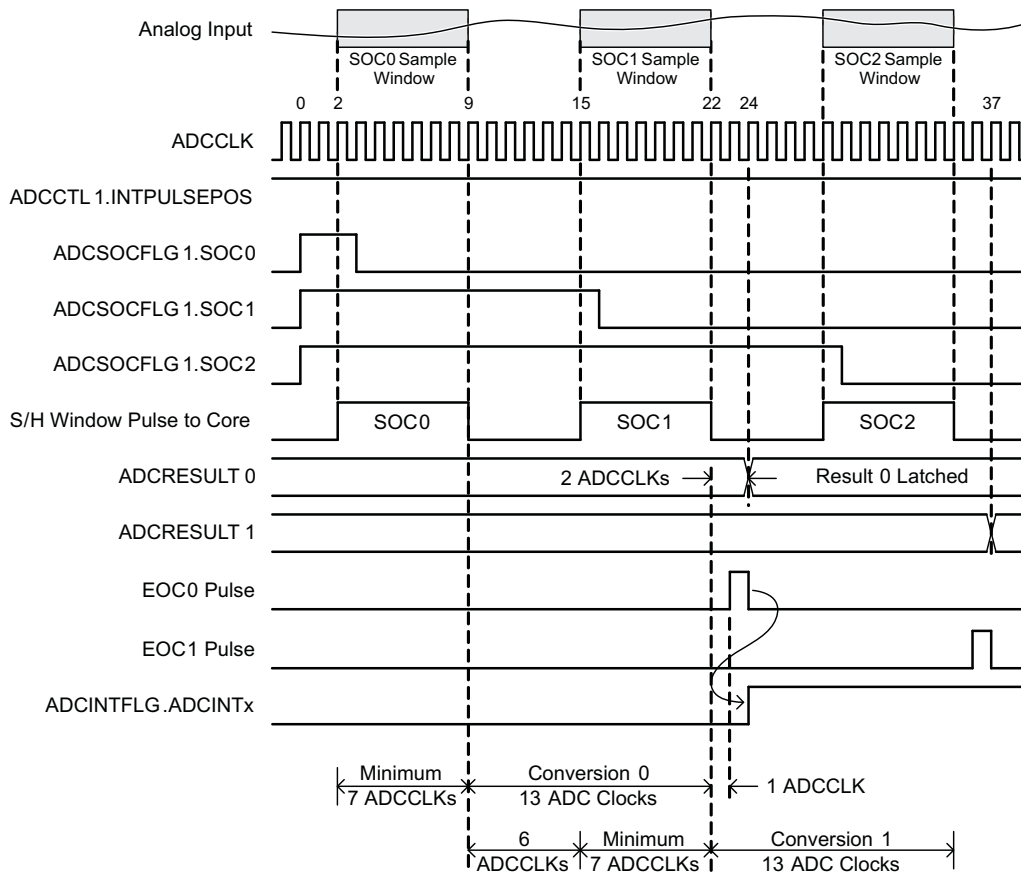 Analog Input
SOC0 Sample
Window
SOC1 Sample
Window
SOC2 Sample
Window
0 2 9 15 22 24 37
ADCCLK
ADCCTL 1.INTPULSEPOS
ADCSOCFLG 1.SOC0
ADCSOCFLG 1.SOC1
ADCSOCFLG 1.SOC2
S/H Window Pulse to Core SOC0 SOC1 SOC2
ADCRESULT 0 2 ADCCLKs Result 0 Latched
ADCRESULT 1
EOC0 Pulse
EOC1 Pulse
ADCINTFLG .ADCINTx
Minimum
7 ADCCLKs
Conversion 0
13 ADC Clocks
1 ADCCLK
6
ADCCLKs
Minimum
7 ADCCLKs
Conversion 1
13 ADC Clocks